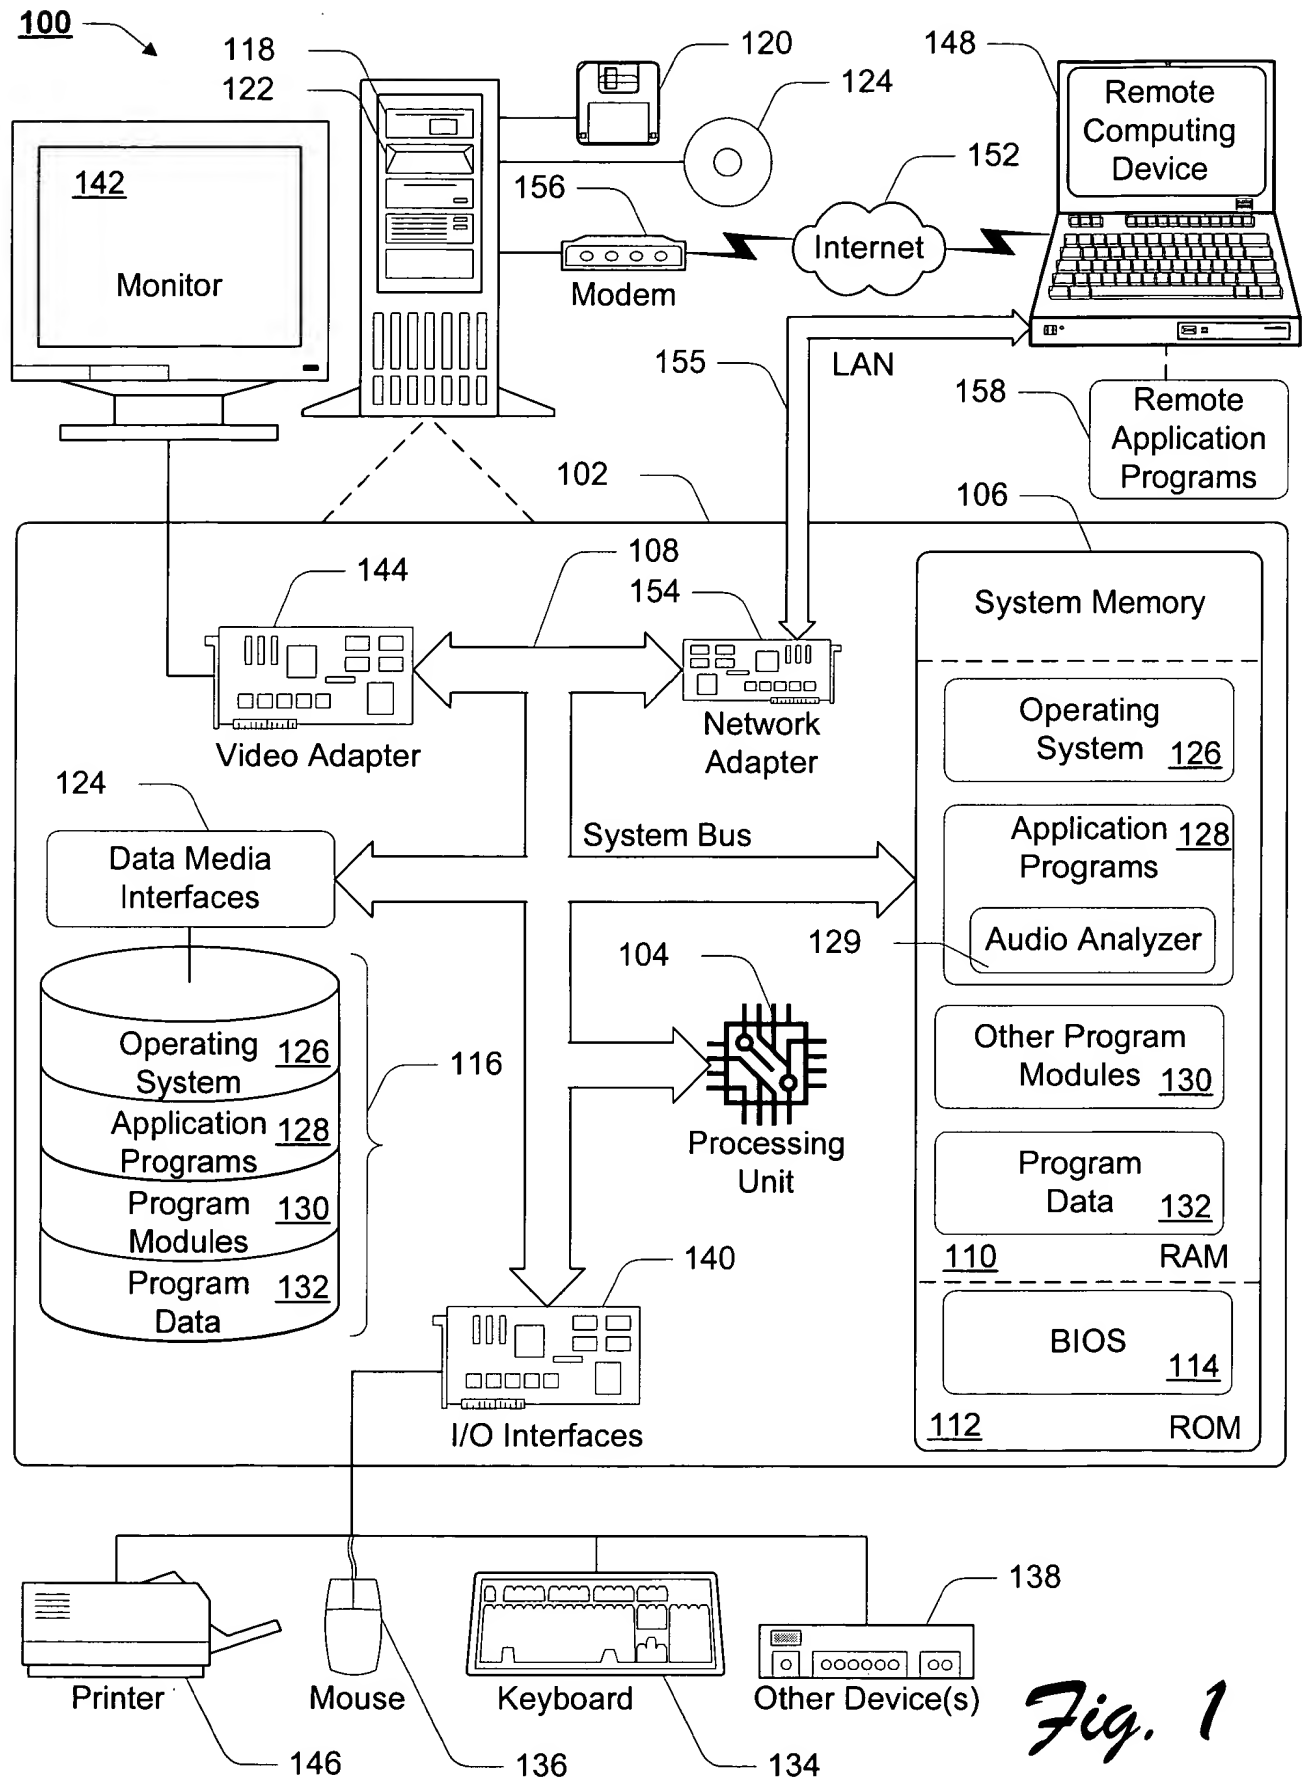 100
118
122
120
124
148
Remote
Computing
Device
142
Monitor
156
Modem
152
Internet
155
LAN
158
Remote
Application
Programs
102
106
108
144
154
System Memory
Video Adapter
Network
Adapter
Operating
System 126
124
Data Media
Interfaces
System Bus
Application 128
Programs
129
Audio Analyzer
104
Processing
Unit
Other Program
Modules 130
Operating 126
System
Application 128
Programs
Program 130
Modules
Program 132
Data
116
Program
Data 132
110 RAM
140
I/O Interfaces
BIOS
114
112 ROM
138
Printer
Mouse
Keyboard
Other Device(s)
146
136
134
Fig. 1